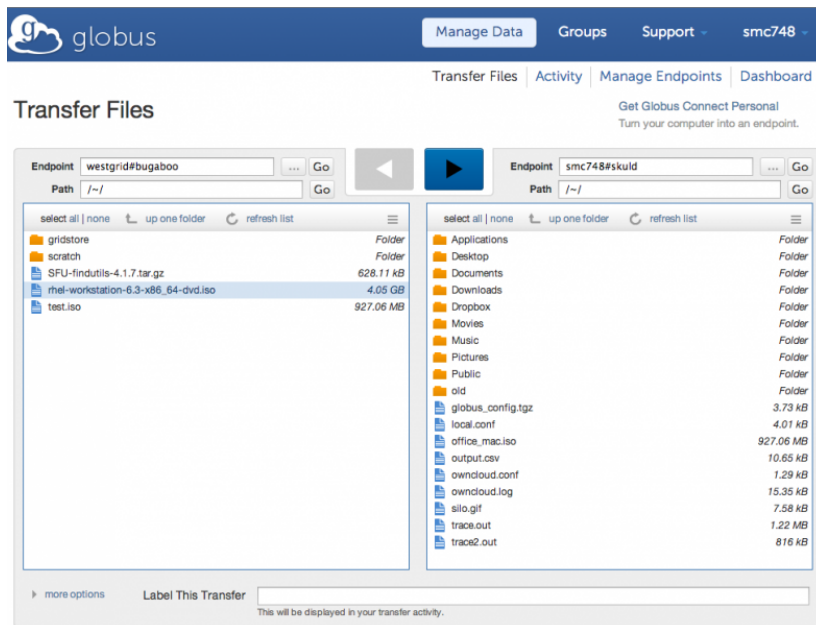 globus
Manage Data Groups Support smc748
Transfer Files Activity Manage Endpoints Dashboard
Transfer Files
Get Globus Connect Personal
Turn your computer into an endpoint.
Endpoint westgrid#bugaboo ... Go
Path /~/ Go
Endpoint smc748#skuld ... Go
Path /~/ Go
select all | none up one folder refresh list
gridstore Folder
scratch Folder
SFU-findutils-4.1.7.tar.gz 628.11 kB
rhel-workstation-6.3-x86_64-dvd.iso 4.05 GB
test.iso 927.06 MB
select all | none up one folder refresh list
Applications Folder
Desktop Folder
Documents Folder
Downloads Folder
Dropbox Folder
Movies Folder
Music Folder
Pictures Folder
Public Folder
old Folder
globus_config.tgz 3.73 kB
local.conf 4.01 kB
office_mac.iso 927.06 MB
output.csv 10.65 kB
owncloud.conf 1.29 kB
owncloud.log 15.35 kB
silo.gif 7.58 kB
trace.out 1.22 MB
trace2.out 816 kB
more options Label This Transfer
This will be displayed in your transfer activity.